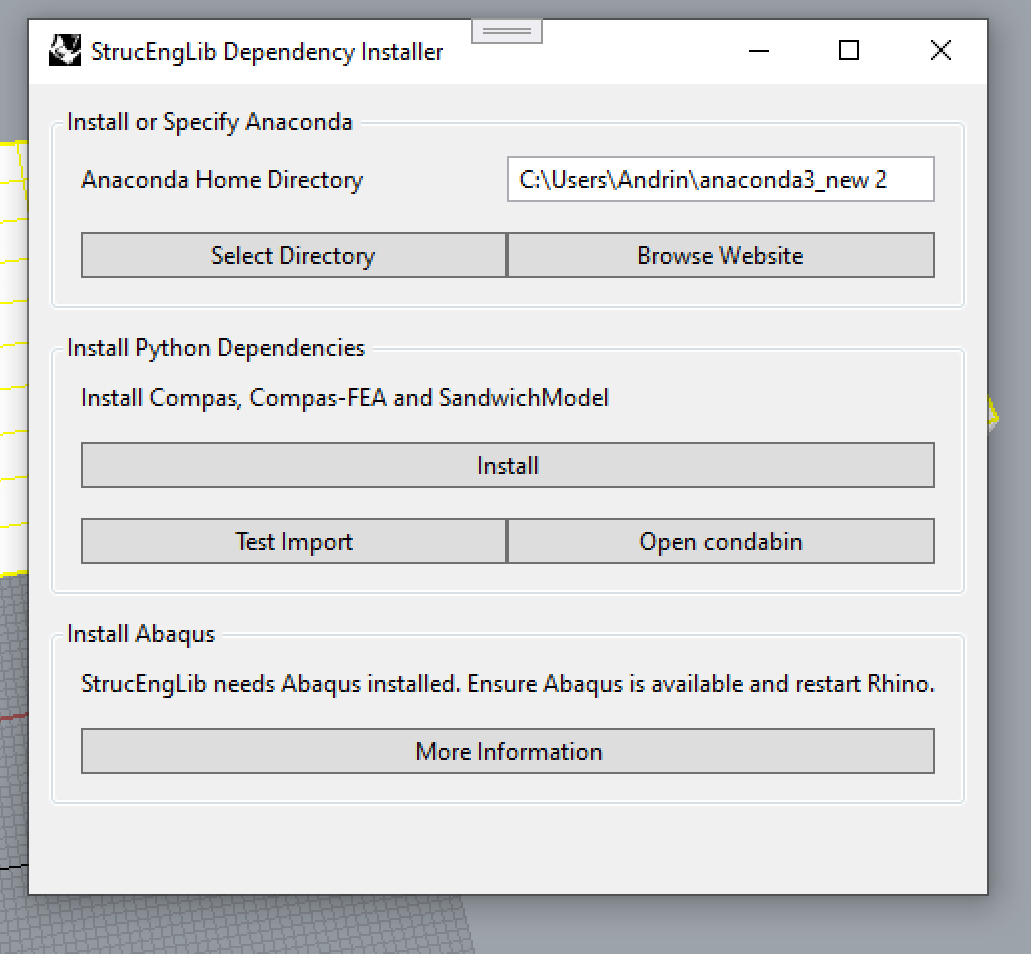 StrucEngLib Dependency Installer
Install or Specify Anaconda
Anaconda Home Directory C:\Users\Andrin\anaconda3_new 2
Select Directory Browse Website
Install Python Dependencies
Install Compas, Compas-FEA and SandwichModel
Install
Test Import Open condabin
Install Abaqus
StrucEngLib needs Abaqus installed. Ensure Abaqus is available and restart Rhino.
More Information